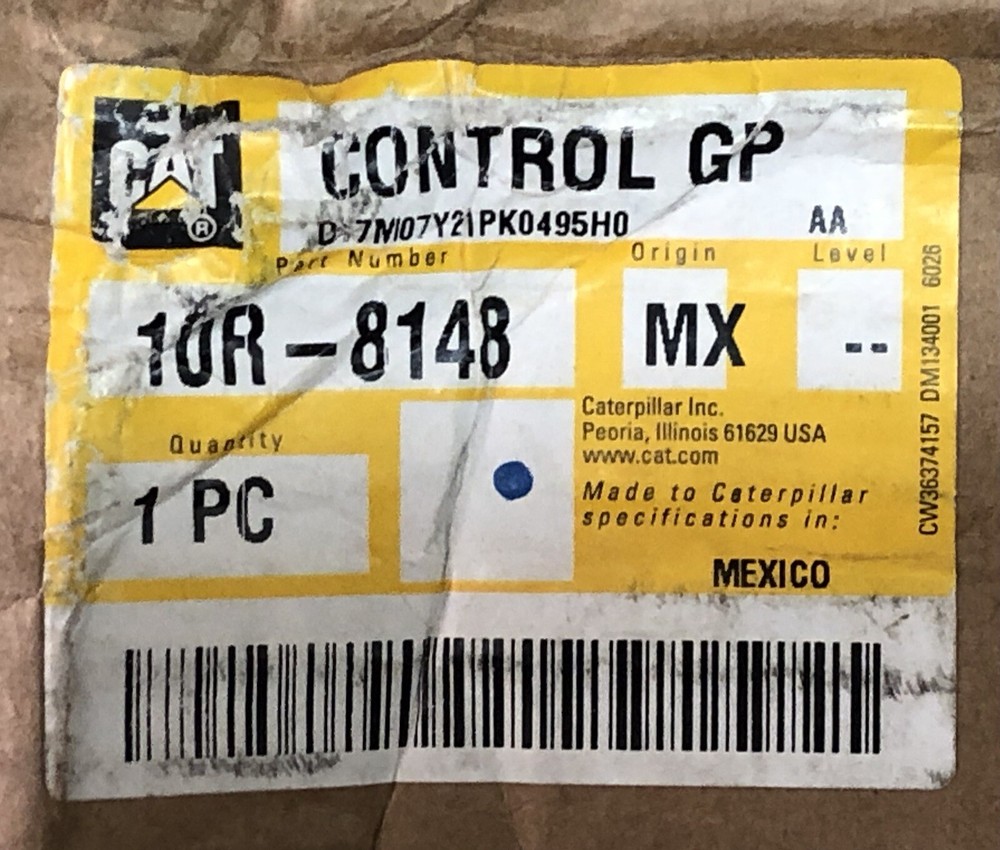 CAT ®
CONTROL GP
D 7M07Y21PK0495H0 AA
Part Number Origin Level
10R-8148 MX --
Quantity
1 PC
Caterpillar Inc.
Peoria, Illinois 61629 USA
www.cat.com
Made to Caterpillar
specifications in:
MEXICO
CW36374157 DM134001 6026